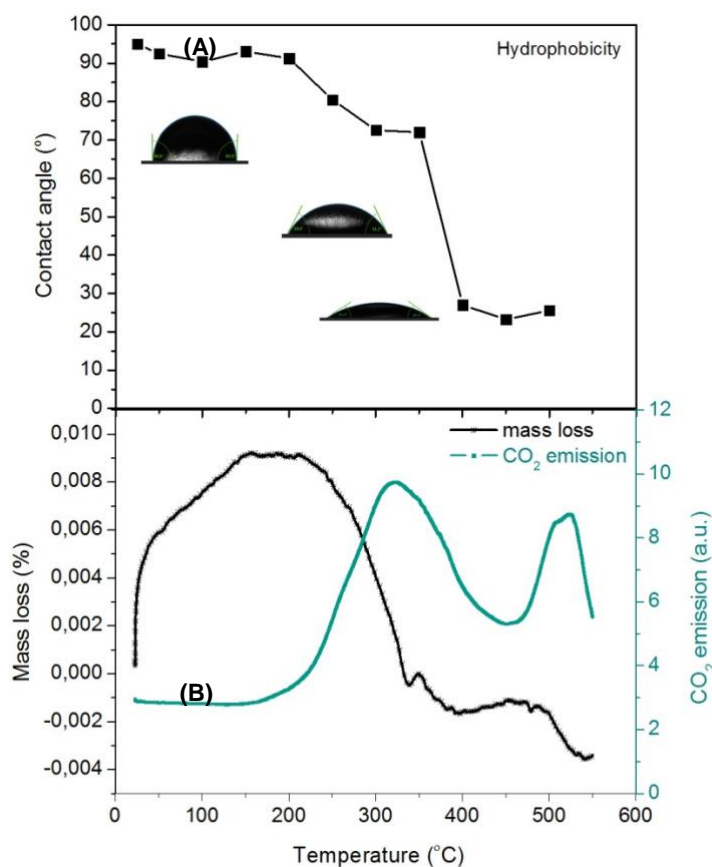 100
(A)
Hydrophobicity
90
80
70
60
50
40
30
20
10
0
Contact angle (°)
12
0,010
mass loss
CO₂ emission
10
0,008
8
0,006
0,004
6
0,002
4
0,000
(B)
2
-0,002
-0,004
0
Mass loss (%)
CO₂ emission (a.u.)
0 100 200 300 400 500 600
Temperature (°C)